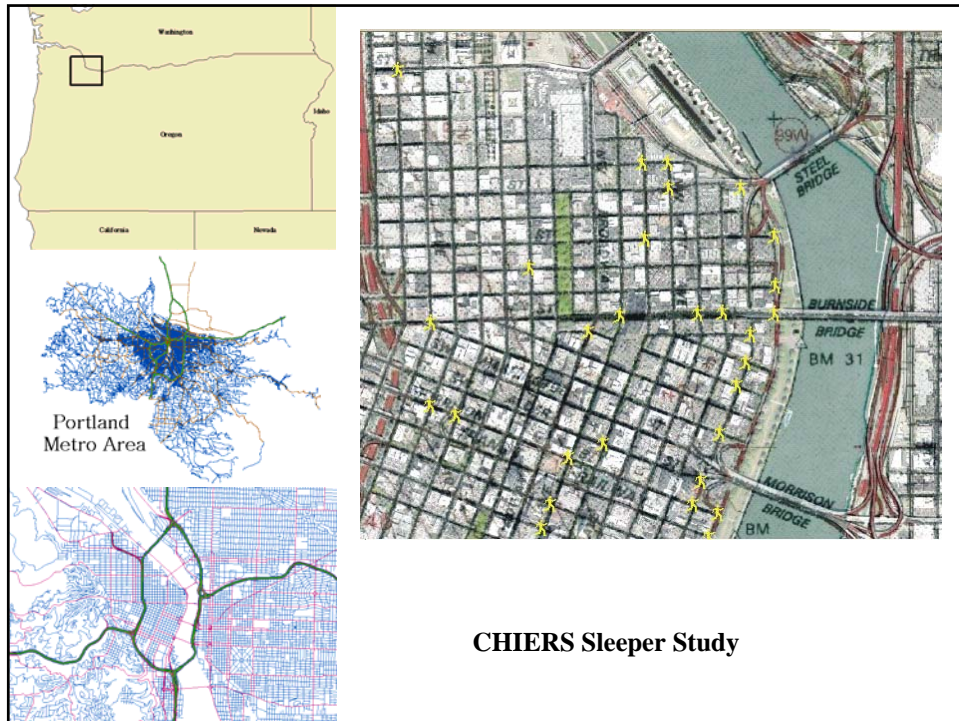 Washington
Idaho
Oregon
California
Nevada
Portland
Metro Area
99W
STEEL
BRIDGE
BURNSIDE
BRIDGE
BM 31
MORRISON
BRIDGE
BM
CHIERS Sleeper Study